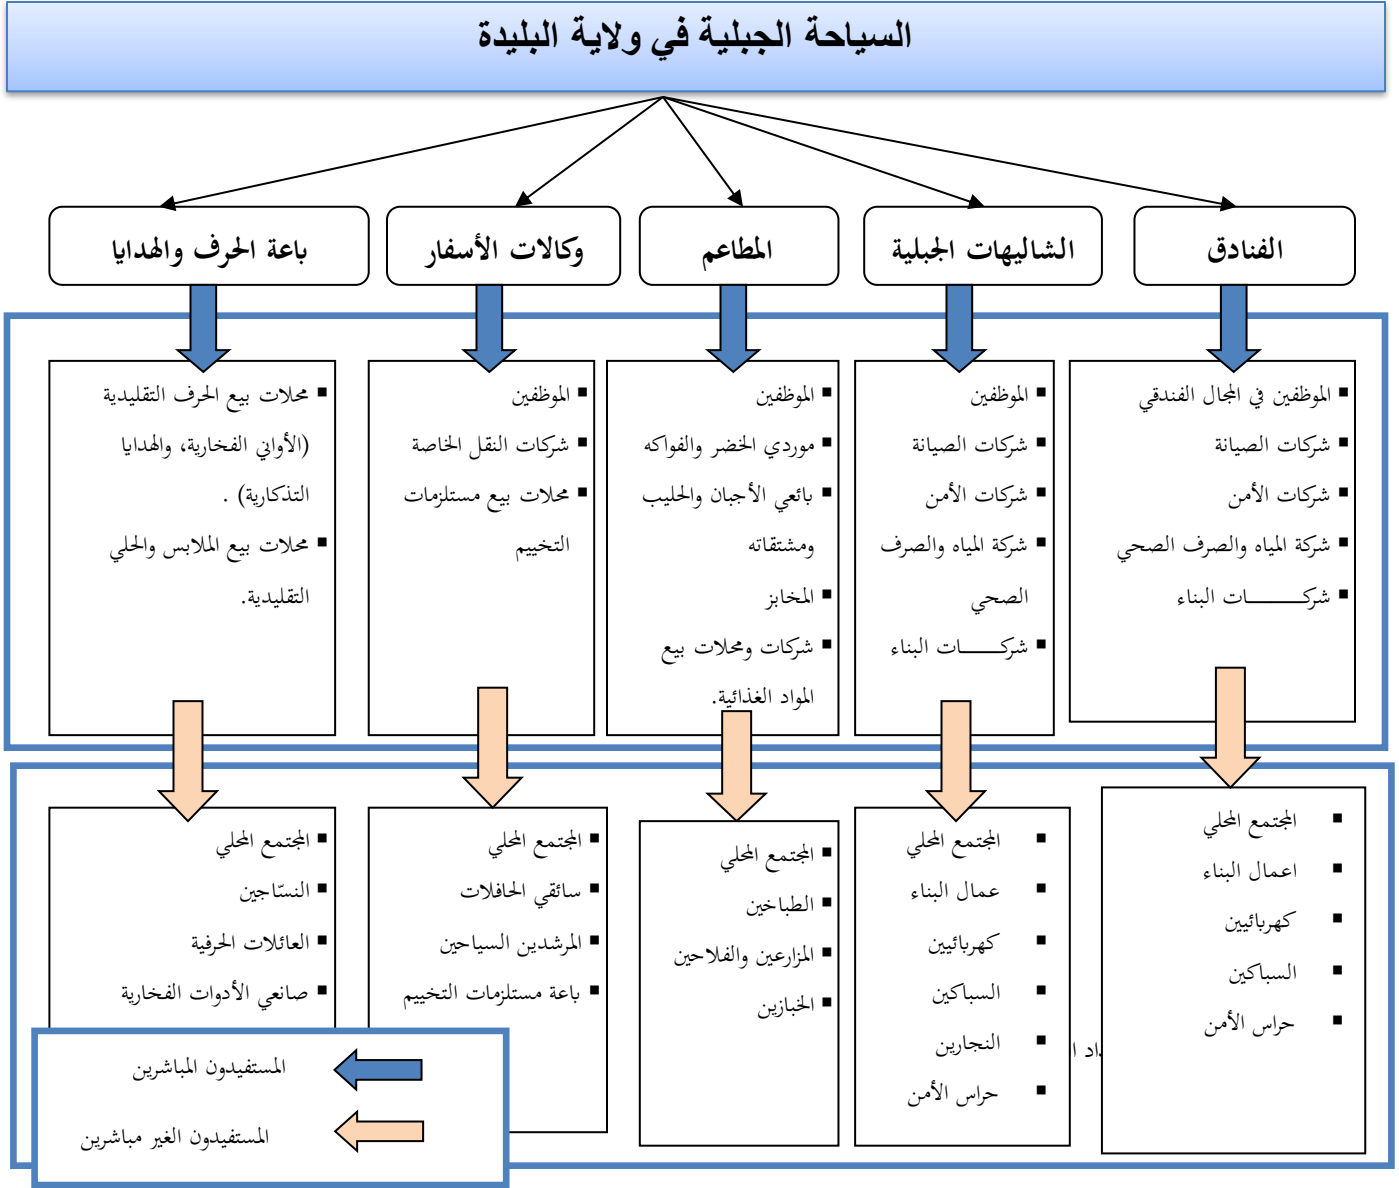 السياحة الجبلية في ولاية البليدة
الفنادق
الشاليهات الجبلية
المطاعم
وكالات الأسفار
باعة الحرف والهدايا
الموظفين في المجال الفندقي
شركات الصيانة
شركات الأمن
شركة المياه والصرف الصحي
شركـــــــات البناء
الموظفين
شركات الصيانة
شركات الأمن
شركة المياه والصرف
الصحي
شركـــــات البناء
الموظفين
موردي الخضر والفواكه
بائعي الأجبان والحليب
ومشتقاته
المخابز
شركات ومحلات بيع
المواد الغذائية.
الموظفين
شركات النقل الخاصة
محلات بيع مستلزمات
التخييم
محلات بيع الحرف التقليدية
(الأواني الفخارية، والهدايا
التذكارية) .
محلات بيع الملابس والحلي
التقليدية.
المجتمع المحلي
اعمال البناء
كهربائيين
السباكين
حراس الأمن
المجتمع المحلي
عمال البناء
كهربائيين
السباكين
النجارين
حراس الأمن
المجتمع المحلي
الطباخين
المزارعين والفلاحين
الخبازين
المجتمع المحلي
سائقي الحافلات
المرشدين السياحين
باعة مستلزمات التخييم
المجتمع المحلي
النسّاجين
العائلات الحرفية
صانعي الأدوات الفخارية
المستفيدون المباشرين
المستفيدون الغير مباشرين